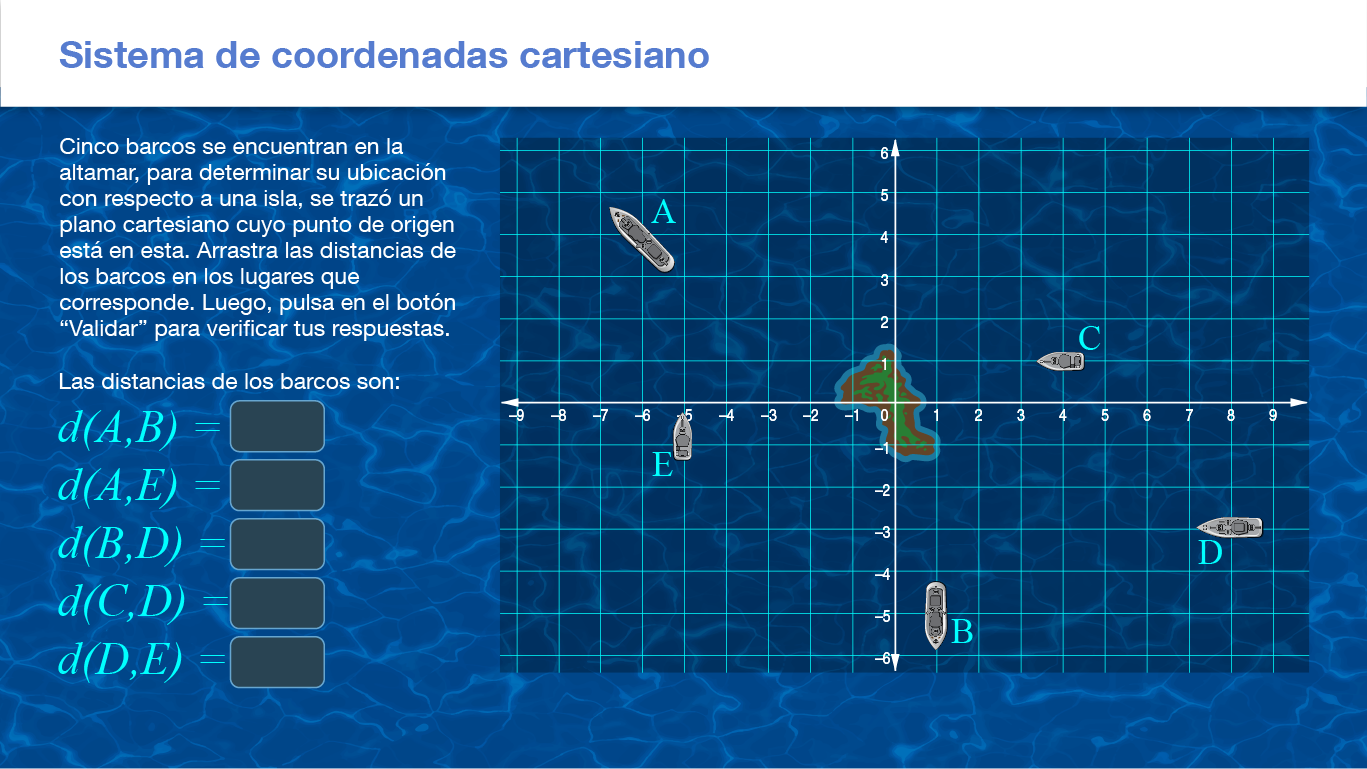 Sistema de coordenadas cartesiano
Cinco barcos se encuentran en la
altamar, para determinar su ubicación
con respecto a una isla, se trazó un
plano cartesiano cuyo punto de origen
está en esta. Arrastra las distancias de
los barcos en los lugares que
corresponde. Luego, pulsa en el botón
“Validar” para verificar tus respuestas.
Las distancias de los barcos son:
d(A,B) =
d(A,E) =
d(B,D) =
d(C,D) =
d(D,E) =
6
5
4
3
2
1
–9 –8 –7 –6 –5 –4 –3 –2 –1 0 1 2 3 4 5 6 7 8 9
–1
–2
–3
–4
–5
–6
A
C
E
D
B